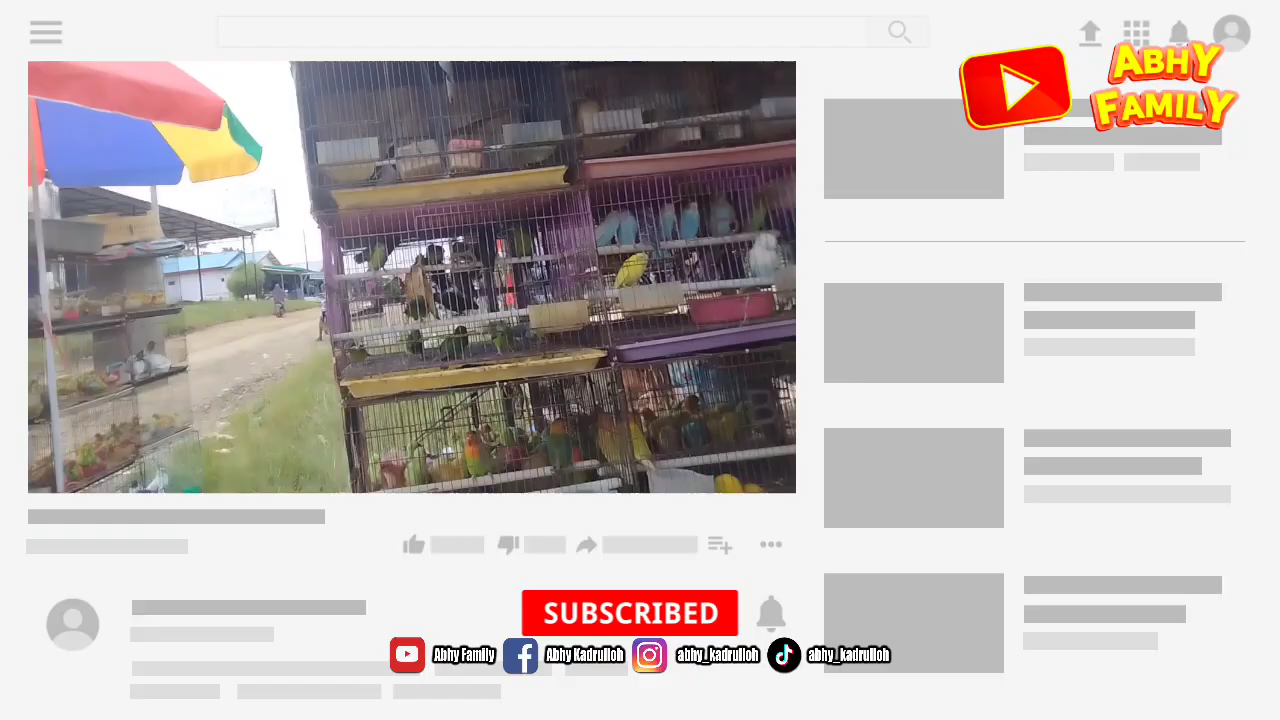 ABHY
FAMILY
SUBSCRIBED
Abhy Family
Abhy Kadrulloh
abhy_kadrulloh
abhy_kadrulloh